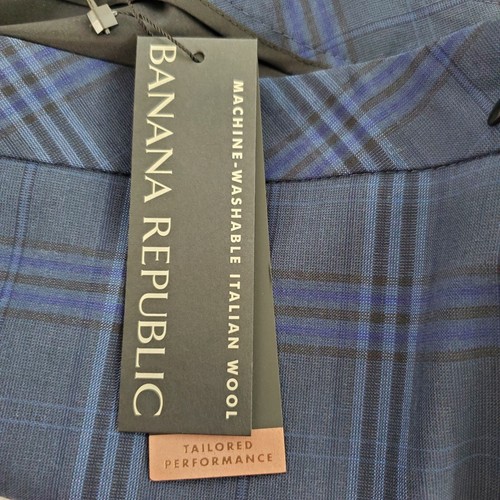 BANANA REPUBLIC
MACHINE-WASHABLE ITALIAN WOOL
TAILORED
PERFORMANCE